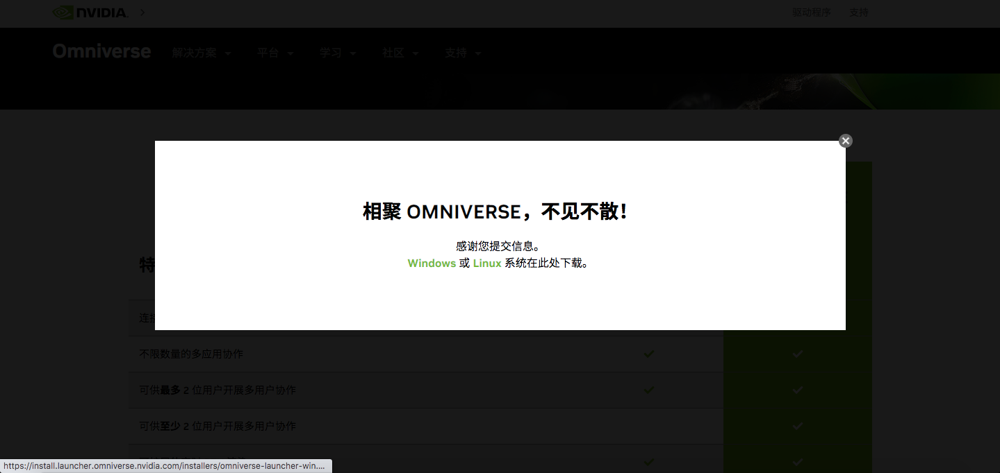 NVIDIA.
驱动程序 支持
Omniverse 解决方案 平台 学习 社区 支持
相聚 OMNIVERSE，不见不散！
感谢您提交信息。
Windows 或 Linux 系统在此处下载。
特
连接
不限数量的多应用协作
可供最多 2 位用户开展多用户协作
可供至少 2 位用户开展多用户协作
https://install.launcher.omniverse.nvidia.com/installers/omniverse-launcher-win....